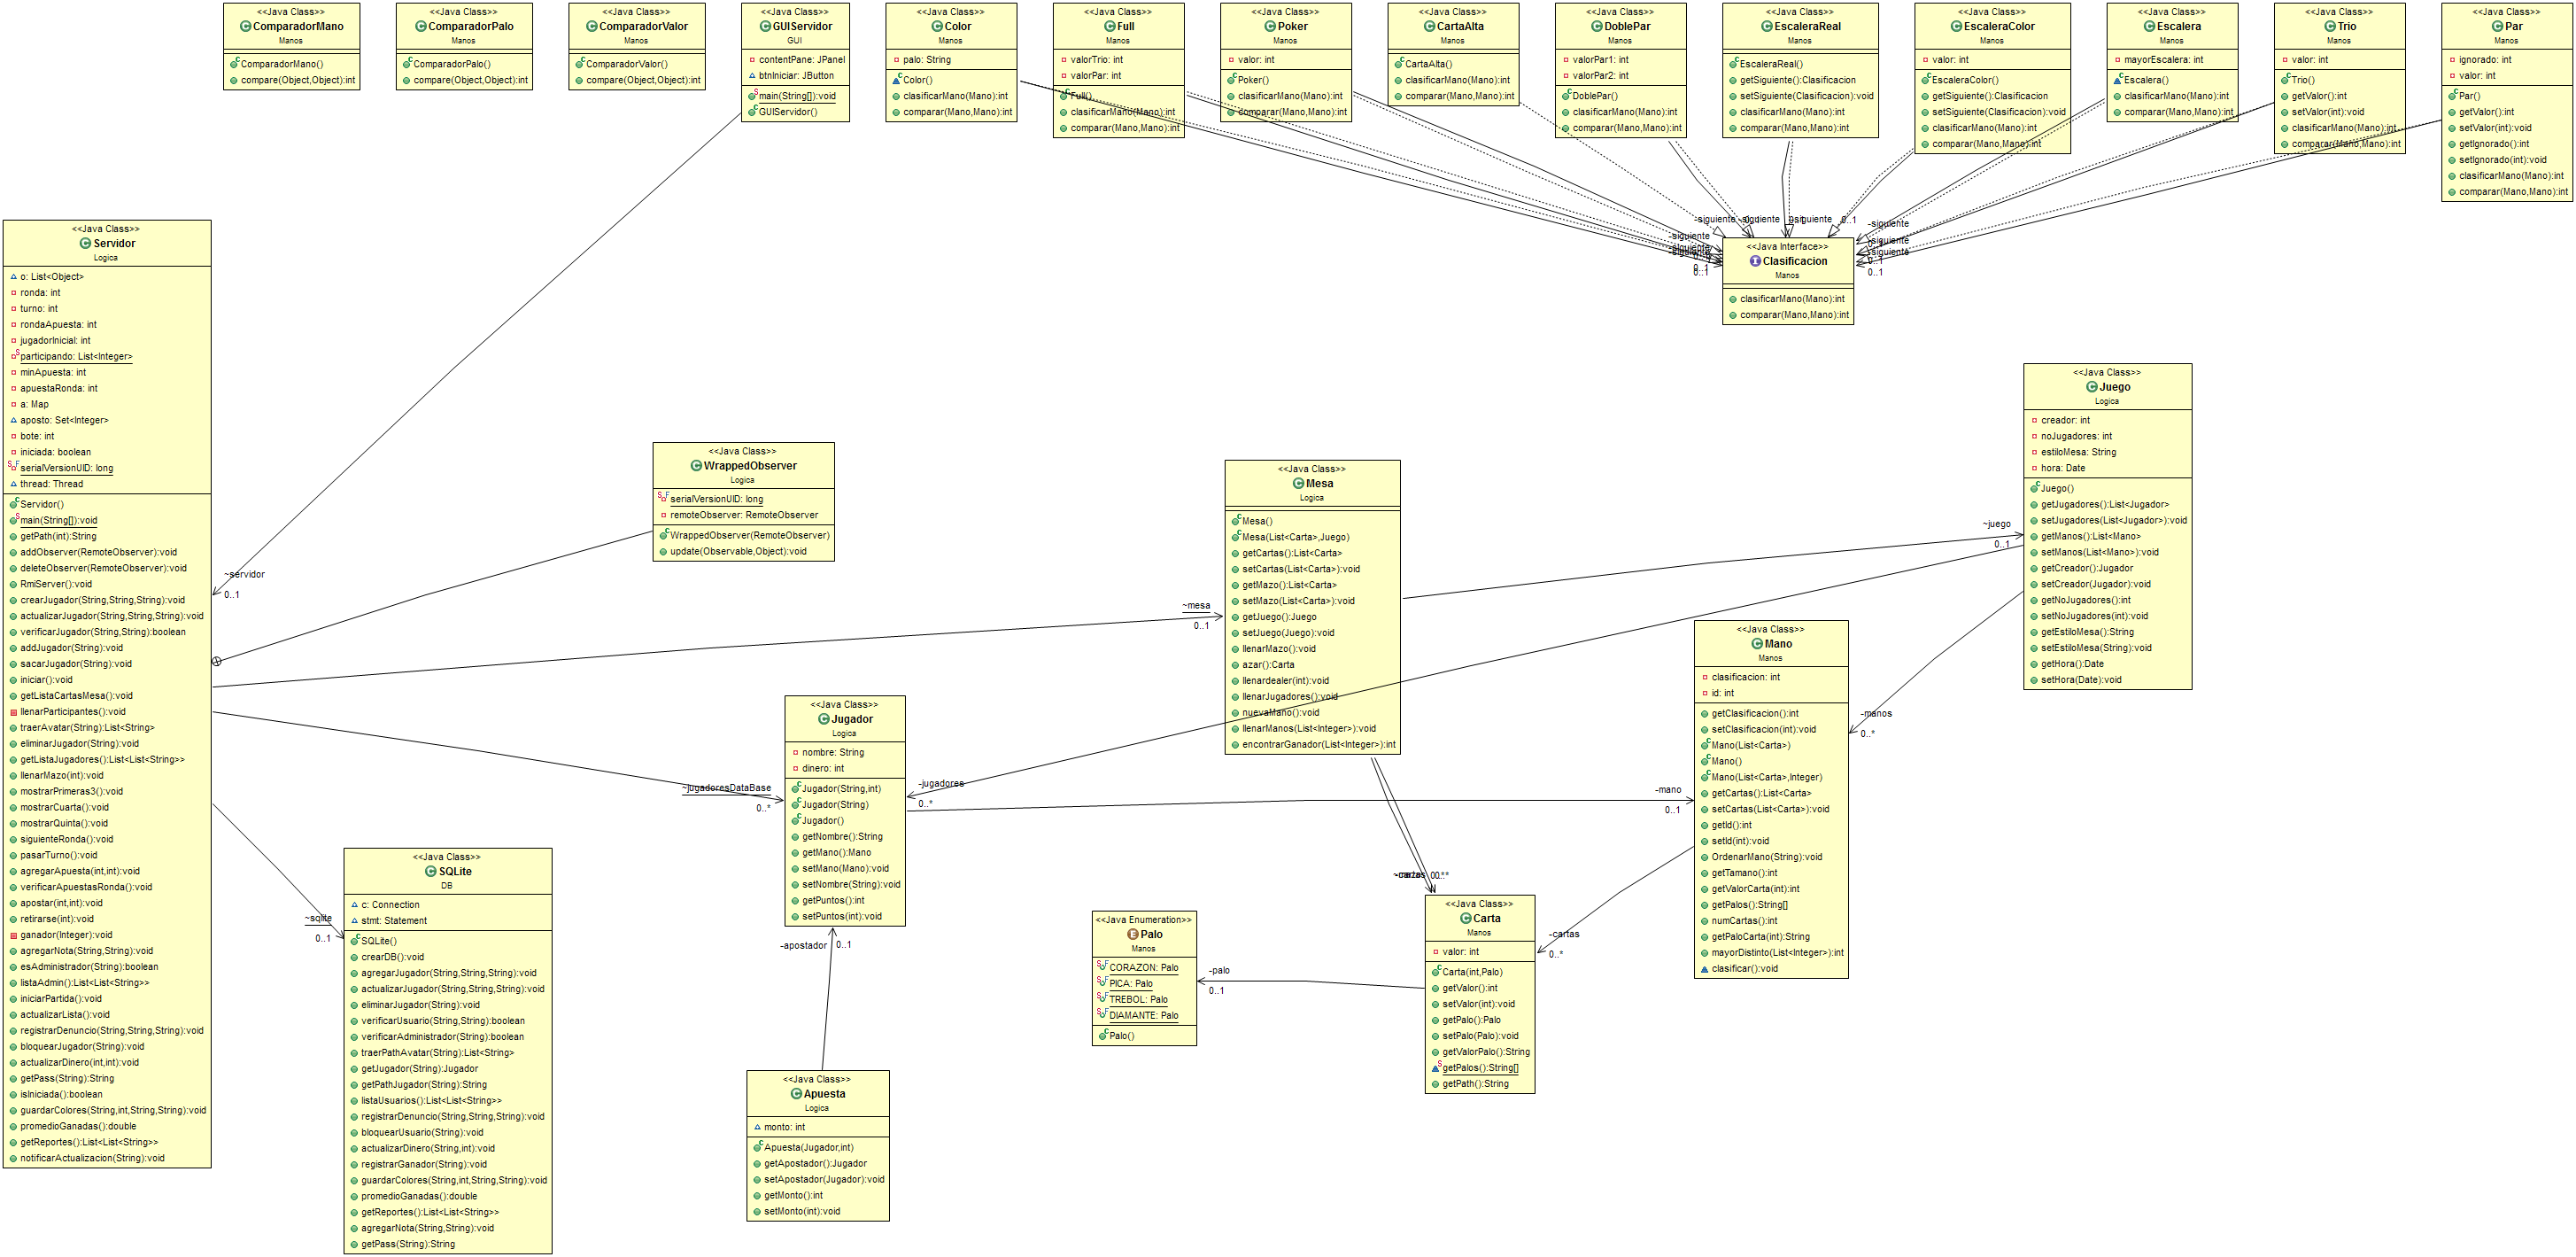 <<Java Class>>
ComparadorMano
Manos
ComparadorMano()
compare(Object,Object):int
<<Java Class>>
ComparadorPalo
Manos
ComparadorPalo()
compare(Object,Object):int
<<Java Class>>
ComparadorValor
Manos
ComparadorValor()
compare(Object,Object):int
<<Java Class>>
GUIServidor
GUI
contentPane: JPanel
btnIniciar: JButton
main(String[]):void
GUIServidor()
<<Java Class>>
Color
Manos
palo: String
Color()
clasificarMano(Mano):int
comparar(Mano,Mano):int
<<Java Class>>
Full
Manos
valorTrio: int
valorPar: int
Full()
clasificarMano(Mano):int
comparar(Mano,Mano):int
<<Java Class>>
Poker
Manos
valor: int
Poker()
clasificarMano(Mano):int
comparar(Mano,Mano):int
<<Java Class>>
CartaAlta
Manos
CartaAlta()
clasificarMano(Mano):int
comparar(Mano,Mano):int
<<Java Class>>
DoblePar
Manos
valorPar1: int
valorPar2: int
DoblePar()
clasificarMano(Mano):int
comparar(Mano,Mano):int
<<Java Class>>
EscaleraReal
Manos
EscaleraReal()
getSiguiente():Clasificacion
setSiguiente(Clasificacion):void
clasificarMano(Mano):int
comparar(Mano,Mano):int
<<Java Class>>
EscaleraColor
Manos
valor: int
EscaleraColor()
getSiguiente():Clasificacion
setSiguiente(Clasificacion):void
clasificarMano(Mano):int
comparar(Mano,Mano):int
<<Java Class>>
Escalera
Manos
mayorEscalera: int
Escalera()
clasificarMano(Mano):int
comparar(Mano,Mano):int
<<Java Class>>
Trio
Manos
valor: int
Trio()
getValor():int
setValor(int):void
clasificarMano(Mano):int
comparar(Mano,Mano):int
<<Java Class>>
Par
Manos
ignorado: int
valor: int
Par()
getValor():int
setValor(int):void
getIgnorado():int
setIgnorado(int):void
clasificarMano(Mano):int
comparar(Mano,Mano):int
-siguiente
-siguiente
0..1
-siguiente
-siguiente
-siguiente
-siguiente
0..1
0..1
0..1
<<Java Interface>>
Clasificacion
Manos
clasificarMano(Mano):int
comparar(Mano,Mano):int
<<Java Class>>
Servidor
Logica
o: List<Object>
ronda: int
turno: int
rondaApuesta: int
jugadorInicial: int
participando: List<Integer>
minApuesta: int
apuestaRonda: int
a: Map
aposto: Set<Integer>
bote: int
iniciada: boolean
serialVersionUID: long
thread: Thread
Servidor()
main(String[]):void
getPath(int):String
addObserver(RemoteObserver):void
deleteObserver(RemoteObserver):void
RmiServer():void
crearJugador(String,String,String):void
actualizarJugador(String,String,String):void
verificarJugador(String,String):boolean
addJugador(String):void
sacarJugador(String):void
iniciar():void
getListaCartasMesa():void
llenarParticipantes():void
traerAvatar(String):List<String>
eliminarJugador(String):void
getListaJugadores():List<List<String>>
llenarMazo(int):void
mostrarPrimeras3():void
mostrarCuarta():void
mostrarQuinta():void
siguienteRonda():void
pasarTurno():void
agregarApuesta(int,int):void
verificarApuestasRonda():void
apostar(int,int):void
retirarse(int):void
ganador(Integer):void
agregarNota(String,String):void
esAdministrador(String):boolean
listaAdmin():List<List<String>>
iniciarPartida():void
actualizarLista():void
registrarDenuncio(String,String,String):void
bloquearJugador(String):void
actualizarDinero(int,int):void
getPass(String):String
isIniciada():boolean
guardarColores(String,int,String,String):void
promedioGanadas():double
getReportes():List<List<String>>
notificarActualizacion(String):void
~servidor
0..1
<<Java Class>>
WrappedObserver
Logica
serialVersionUID: long
remoteObserver: RemoteObserver
WrappedObserver(RemoteObserver)
update(Observable,Object):void
~mesa
0..1
<<Java Class>>
Mesa
Logica
Mesa()
Mesa(List<Carta>,Juego)
getCartas():List<Carta>
setCartas(List<Carta>):void
getMazo():List<Carta>
setMazo(List<Carta>):void
getJuego():Juego
setJuego(Juego):void
llenarMazo():void
azar():Carta
llenardealer(int):void
llenarJugadores():void
nuevaMano():void
llenarManos(List<Integer>):void
encontrarGanador(List<Integer>):int
~juego
0..1
<<Java Class>>
Juego
Logica
creador: int
noJugadores: int
estiloMesa: String
hora: Date
Juego()
getJugadores():List<Jugador>
setJugadores(List<Jugador>):void
getManos():List<Mano>
setManos(List<Mano>):void
getCreador():Jugador
setCreador(Jugador):void
getNoJugadores():int
setNoJugadores(int):void
getEstiloMesa():String
setEstiloMesa(String):void
getHora():Date
setHora(Date):void
-manos
0..*
<<Java Class>>
Mano
Manos
clasificacion: int
id: int
getClasificacion():int
setClasificacion(int):void
Mano(List<Carta>)
Mano()
Mano(List<Carta>,Integer)
getCartas():List<Carta>
setCartas(List<Carta>):void
getId():int
setId(int):void
OrdenarMano(String):void
getTamano():int
getValorCarta(int):int
getPalos():String[]
numCartas():int
getPaloCarta(int):String
mayorDistinto(List<Integer>):int
clasificar():void
<<Java Class>>
Jugador
Logica
nombre: String
dinero: int
Jugador(String,int)
Jugador(String)
Jugador()
getNombre():String
getMano():Mano
setMano(Mano):void
setNombre(String):void
getPuntos():int
setPuntos(int):void
~jugadoresDataBase
0..*
-jugadores
0..*
-mano
0..1
~sqlite
0..1
<<Java Class>>
SQLite
DB
c: Connection
stmt: Statement
SQLite()
crearDB():void
agregarJugador(String,String,String):void
actualizarJugador(String,String,String):void
eliminarJugador(String):void
verificarUsuario(String,String):boolean
verificarAdministrador(String):boolean
traerPathAvatar(String):List<String>
getJugador(String):Jugador
getPathJugador(String):String
listaUsuarios():List<List<String>>
registrarDenuncio(String,String,String):void
bloquearUsuario(String):void
actualizarDinero(String,int):void
registrarGanador(String):void
guardarColores(String,int,String,String):void
promedioGanadas():double
getReportes():List<List<String>>
agregarNota(String,String):void
getPass(String):String
-apostador
0..1
<<Java Class>>
Apuesta
Logica
monto: int
Apuesta(Jugador,int)
getApostador():Jugador
setApostador(Jugador):void
getMonto():int
setMonto(int):void
<<Java Enumeration>>
Palo
Manos
CORAZON: Palo
PICA: Palo
TREBOL: Palo
DIAMANTE: Palo
Palo()
-palo
0..1
-cartas
0..*
<<Java Class>>
Carta
Manos
valor: int
Carta(int,Palo)
getValor():int
setValor(int):void
getPalo():Palo
setPalo(Palo):void
getValorPalo():String
getPalos():String[]
getPath():String